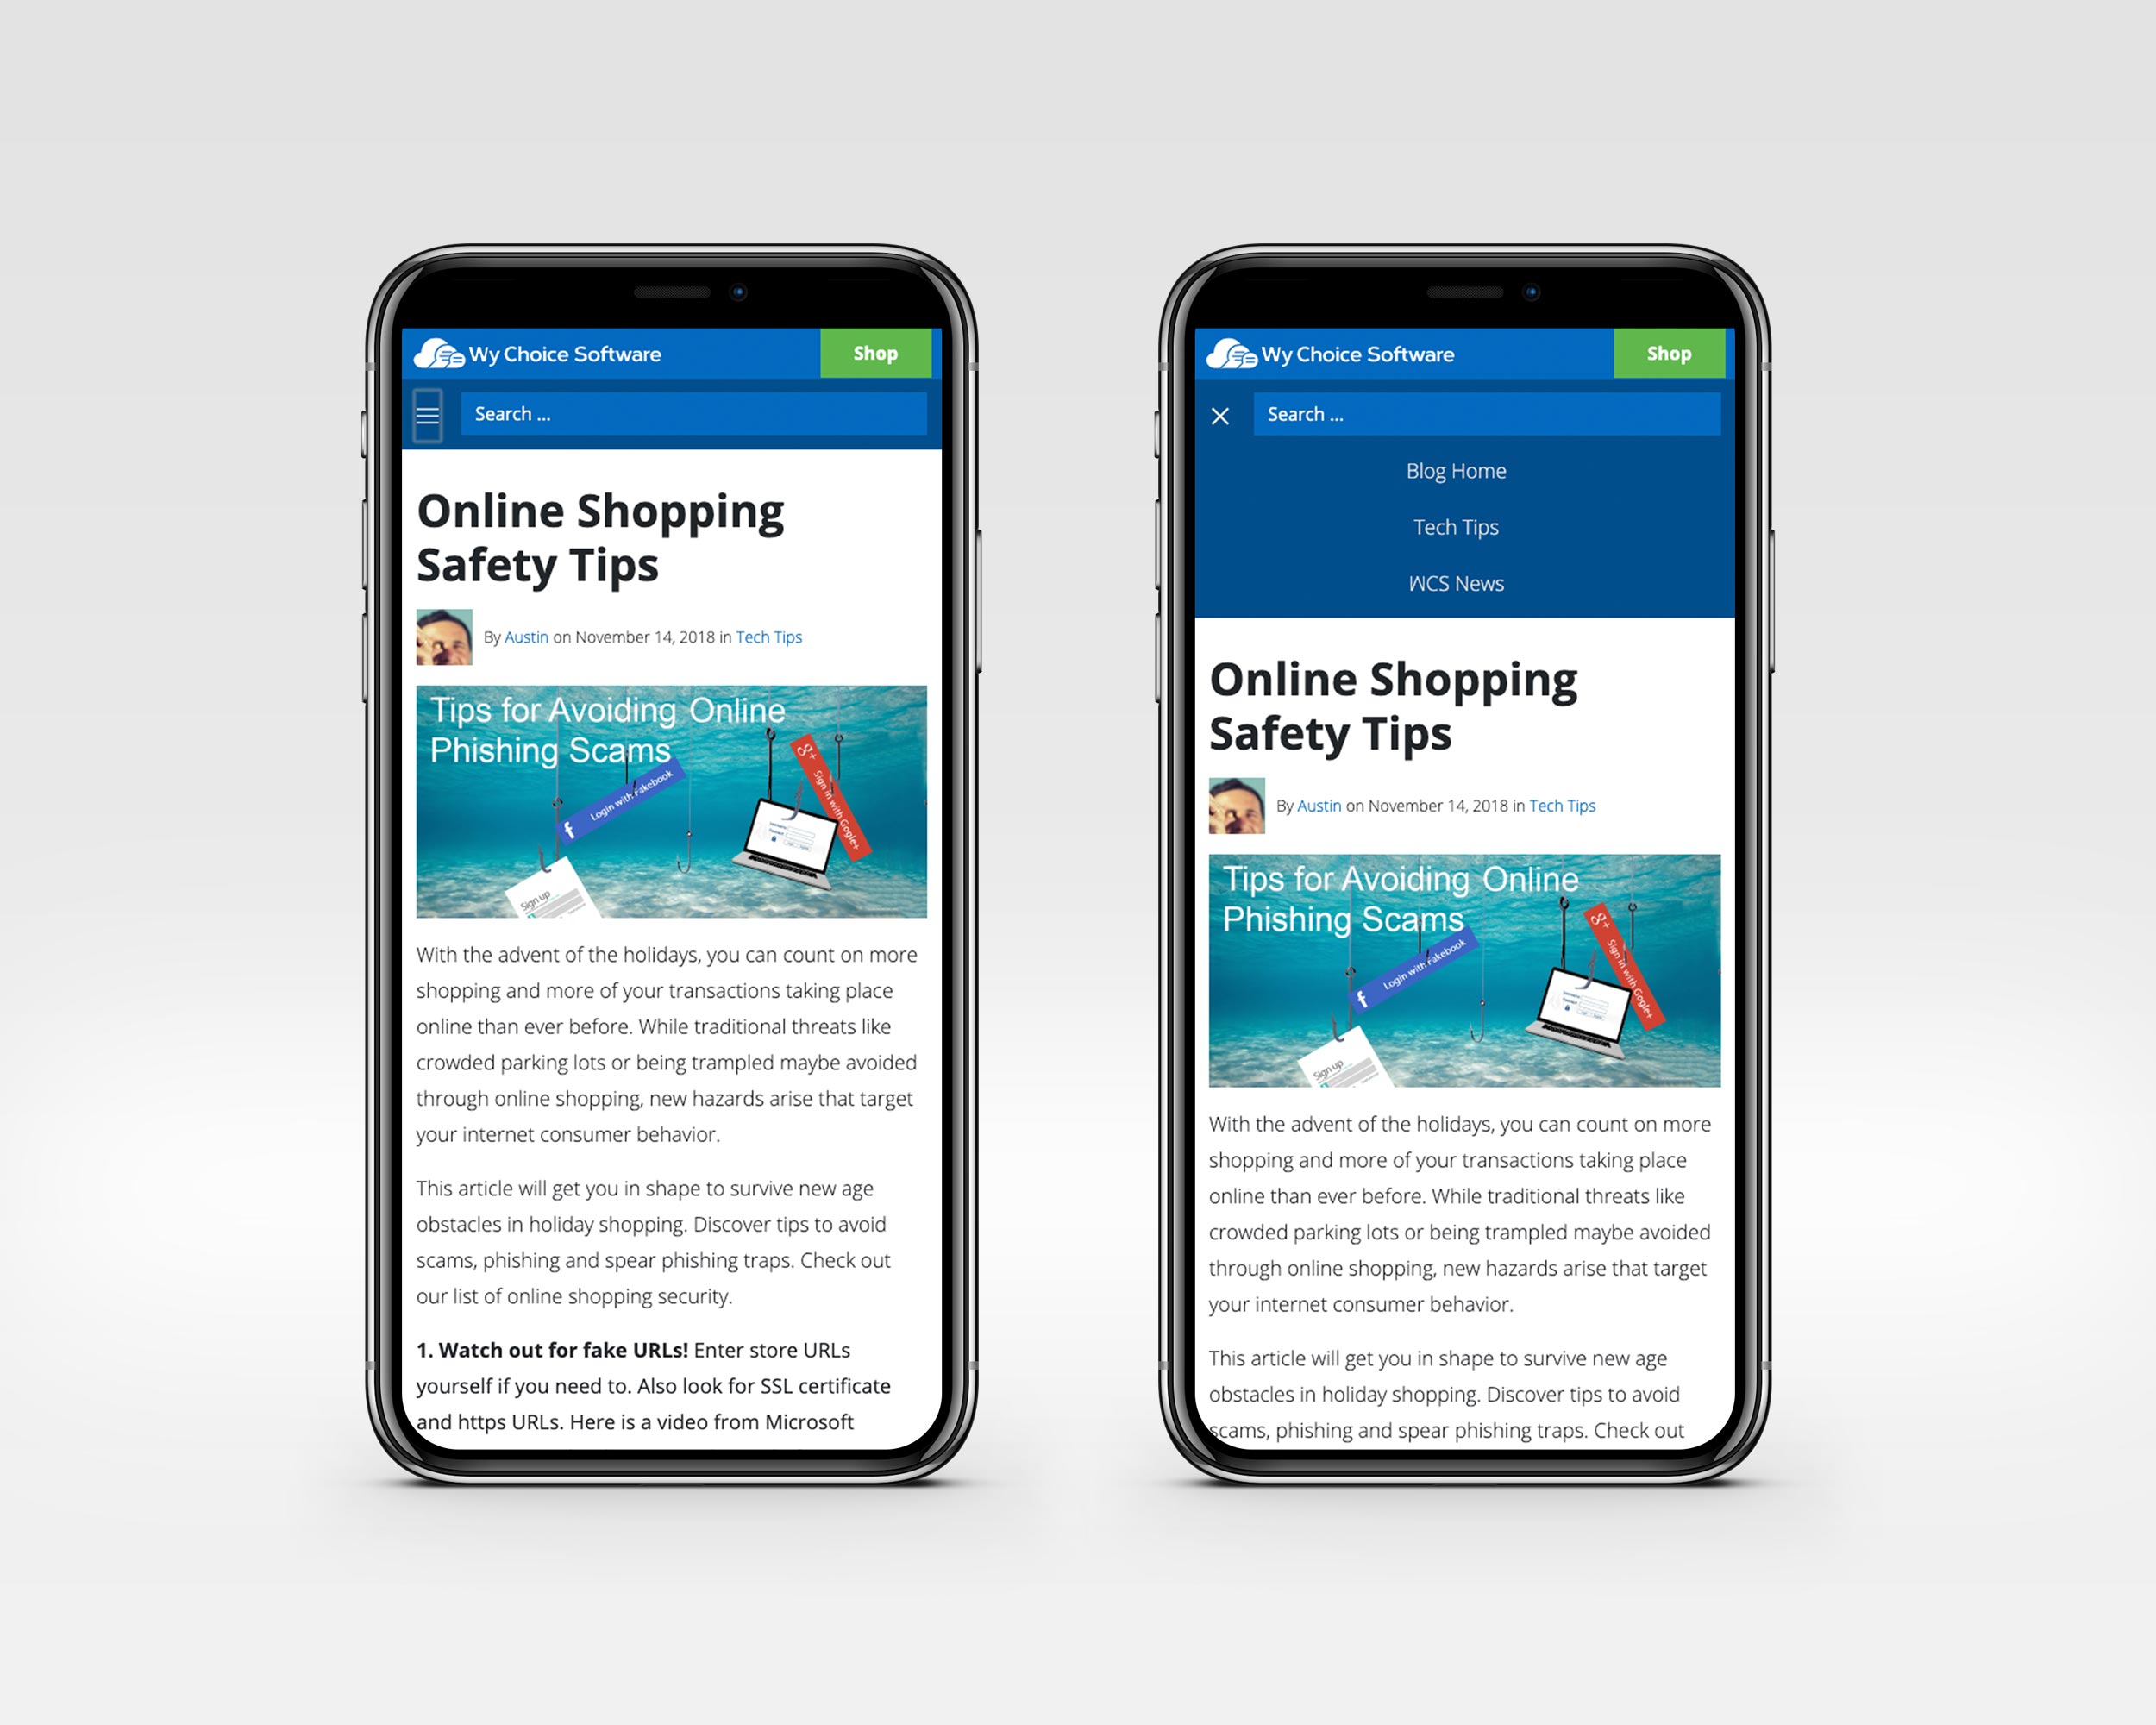 Wy Choice Software
Shop
Search ...
Online Shopping
Safety Tips
By Austin on November 14, 2018 in Tech Tips
Tips for Avoiding Online
Phishing Scams
Login with Fakebook
g+ Sign in with Gogle+
Sign up
With the advent of the holidays, you can count on more
shopping and more of your transactions taking place
online than ever before. While traditional threats like
crowded parking lots or being trampled maybe avoided
through online shopping, new hazards arise that target
your internet consumer behavior.
This article will get you in shape to survive new age
obstacles in holiday shopping. Discover tips to avoid
scams, phishing and spear phishing traps. Check out
our list of online shopping security.
1. Watch out for fake URLs! Enter store URLs
yourself if you need to. Also look for SSL certificate
and https URLs. Here is a video from Microsoft
Wy Choice Software
Shop
Search ...
Blog Home
Tech Tips
WCS News
Online Shopping
Safety Tips
By Austin on November 14, 2018 in Tech Tips
Tips for Avoiding Online
Phishing Scams
Login with Fakebook
g+ Sign in with Gogle+
Sign up
With the advent of the holidays, you can count on more
shopping and more of your transactions taking place
online than ever before. While traditional threats like
crowded parking lots or being trampled maybe avoided
through online shopping, new hazards arise that target
your internet consumer behavior.
This article will get you in shape to survive new age
obstacles in holiday shopping. Discover tips to avoid
scams, phishing and spear phishing traps. Check out